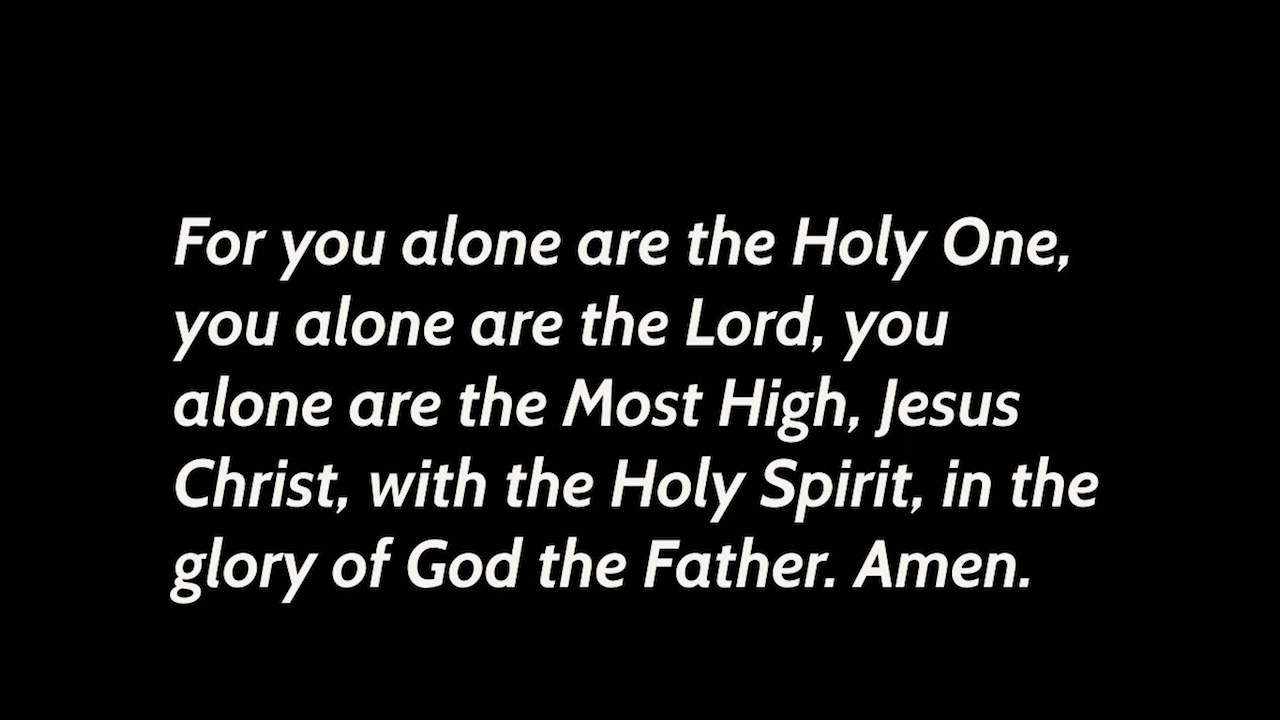 For you alone are the Holy One,
you alone are the Lord, you
alone are the Most High, Jesus
Christ, with the Holy Spirit, in the
glory of God the Father. Amen.